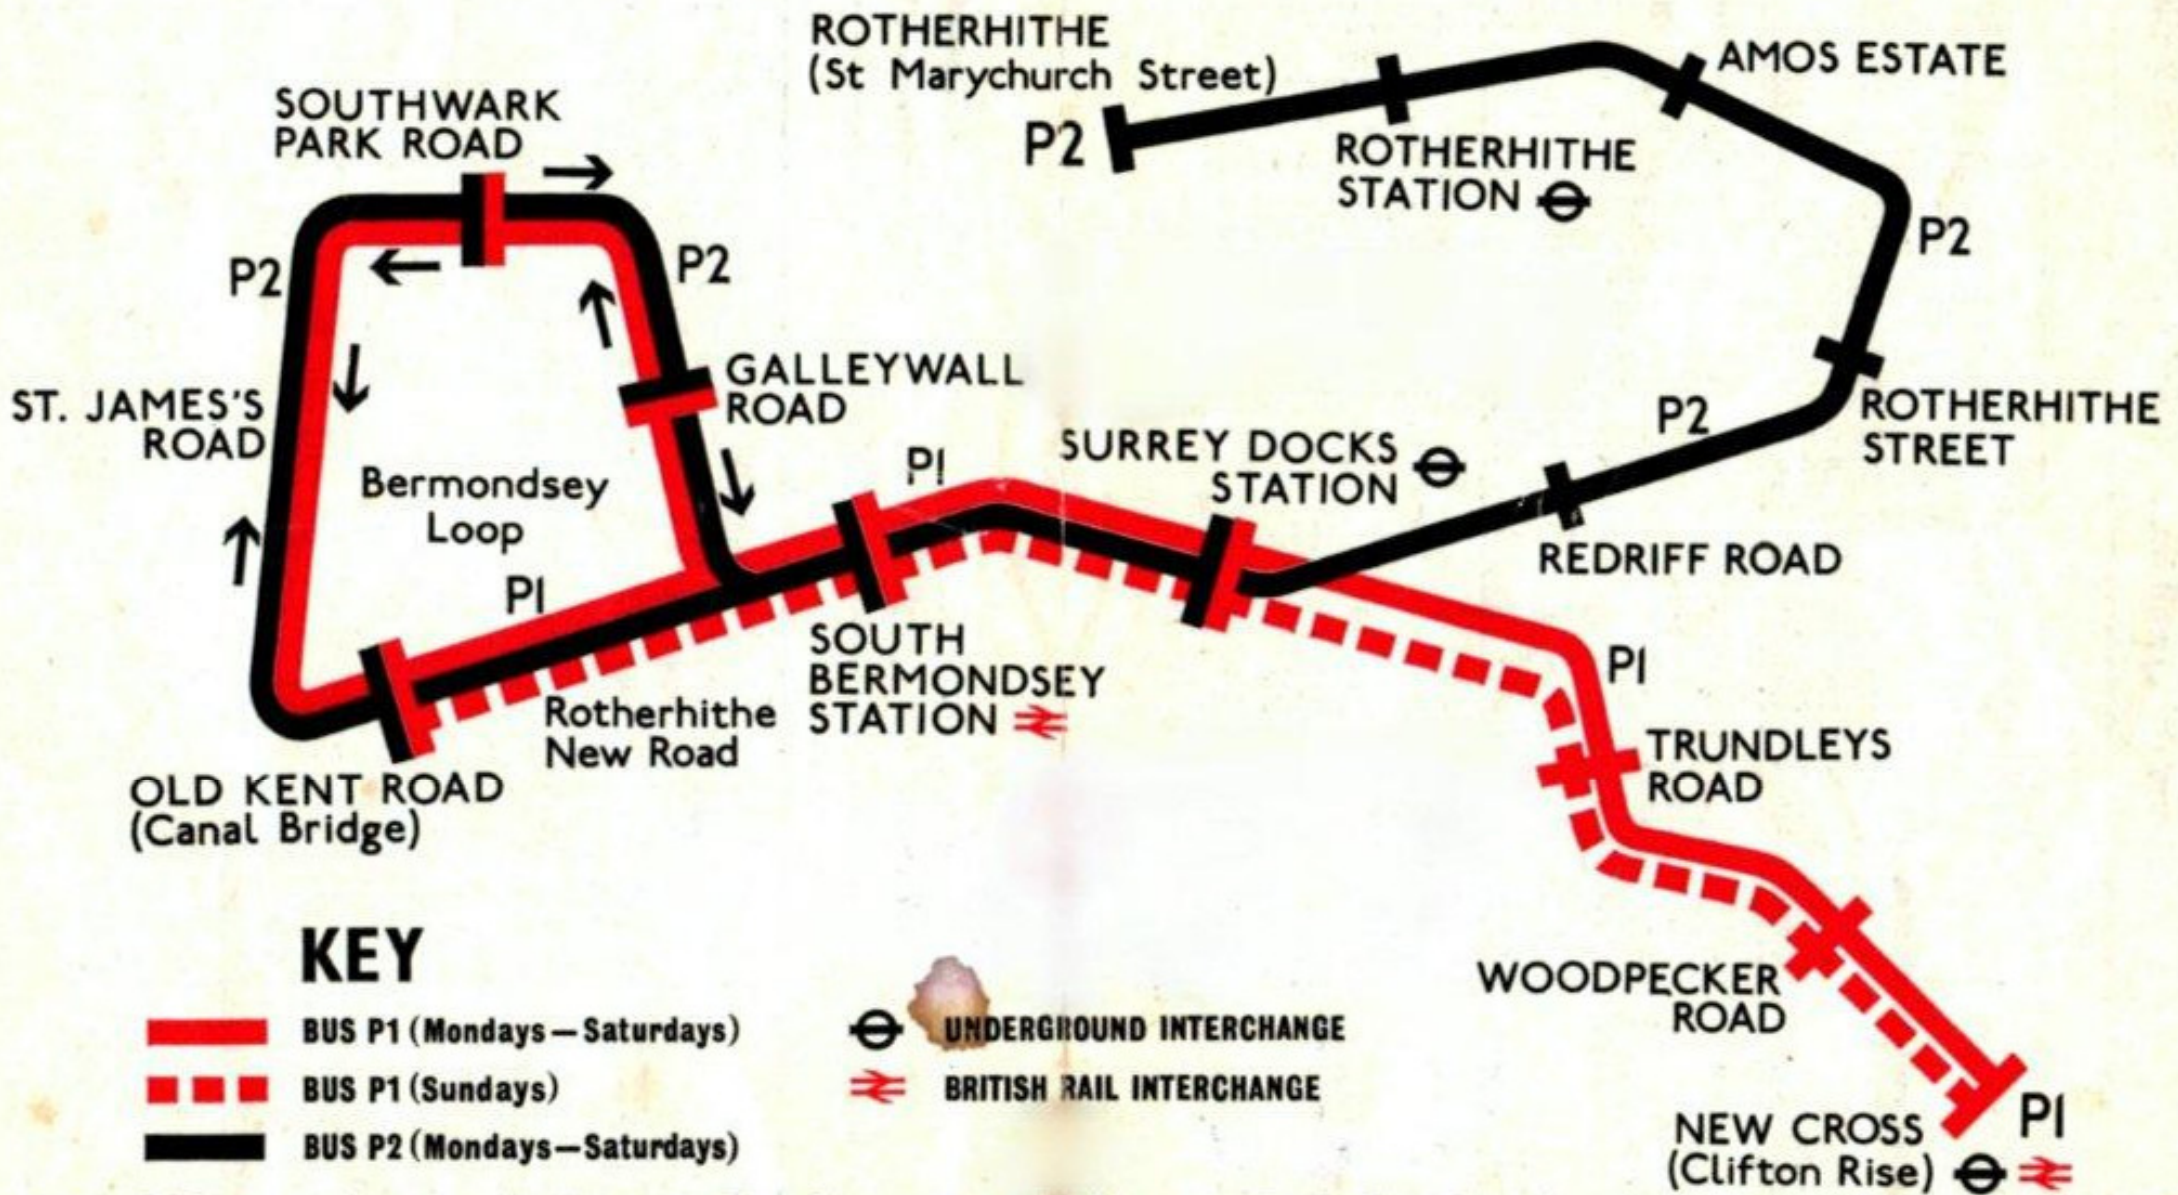 ROTHERHITHE
(St Marychurch Street)
P2
AMOS ESTATE
ROTHERHITHE
STATION
SOUTHWARK
PARK ROAD
P2
P2
P2
ST. JAMES'S
ROAD
GALLEYWALL
ROAD
Bermondsey
Loop
P1
P1
SURREY DOCKS
STATION
P2
ROTHERHITHE
STREET
REDRIFF ROAD
SOUTH
BERMONDSEY
STATION
Rotherhithe
New Road
P1
TRUNDLEYS
ROAD
OLD KENT ROAD
(Canal Bridge)
WOODPECKER
ROAD
NEW CROSS
(Clifton Rise)
P1
KEY
BUS P1 (Mondays—Saturdays)
BUS P1 (Sundays)
BUS P2 (Mondays—Saturdays)
UNDERGROUND INTERCHANGE
BRITISH RAIL INTERCHANGE